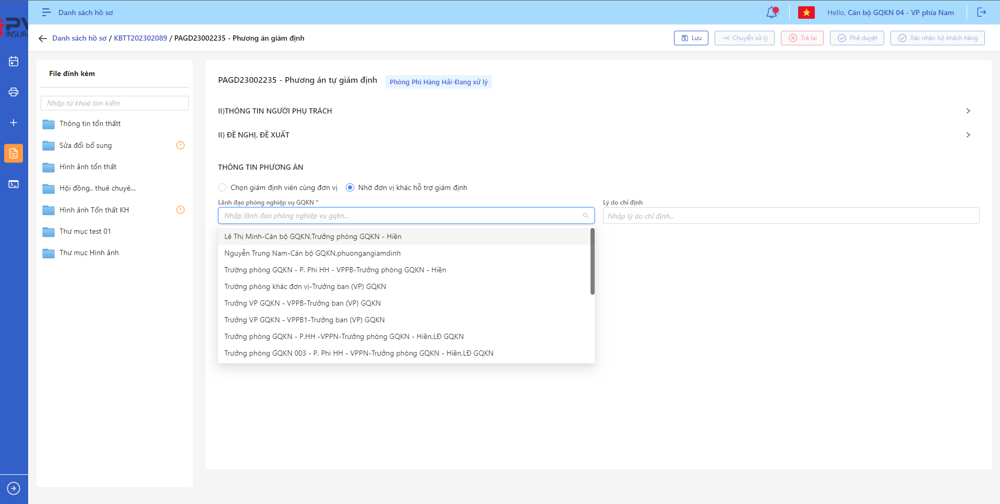 Danh sách hồ sơ
Hello, Cán bộ GQKN 04 - VP phía Nam
INSURA
Danh sách hồ sơ / KBTT202302089 / PAGD23002235 - Phương án giám định
Lưu
Chuyển xử lý
Trả lại
Phê duyệt
Xác nhận hộ khách hàng
File đính kèm
Nhập từ khoá tìm kiếm
Thông tin tổn thấtt
Sửa đổi bổ sung
Hình ảnh tổn thất
Hội đồng,. thuê chuyê...
Hình ảnh Tổn thất KH
Thư mục test 01
Thư mục Hình ảnh
PAGD23002235 - Phương án tự giám định
Phòng Phi Hàng Hải-Đang xử lý
II)THÔNG TIN NGƯỜI PHỤ TRÁCH
II) ĐỀ NGHỊ, ĐỀ XUẤT
THÔNG TIN PHƯƠNG ÁN
Chọn giám định viên cùng đơn vị
Nhờ đơn vị khác hỗ trợ giám định
Lãnh đạo phòng nghiệp vụ GQKN *
Lý do chỉ định
Nhập lãnh đạo phòng nghiệp vụ gqkn...
Nhập lý do chỉ định...
Lê Thị Minh-Cán bộ GQKN,Trưởng phòng GQKN - Hiền
Nguyễn Trung Nam-Cán bộ GQKN,phuongangiamdinh
Trường phòng GQKN - P. Phi HH - VPPB-Trưởng phòng GQKN - Hiền
Trường phòng khác đơn vị-Trưởng ban (VP) GQKN
Trưởng VP GQKN - VPPB-Trưởng ban (VP) GQKN
Trưởng VP GQKN - VPPB1-Trưởng ban (VP) GQKN
Trưởng phòng GQKN - P.HH -VPPN-Trưởng phòng GQKN - Hiền,LĐ GQKN
Trưởng phòng GQKN 003 - P. Phi HH - VPPN-Trưởng phòng GQKN - Hiền,LĐ GQKN